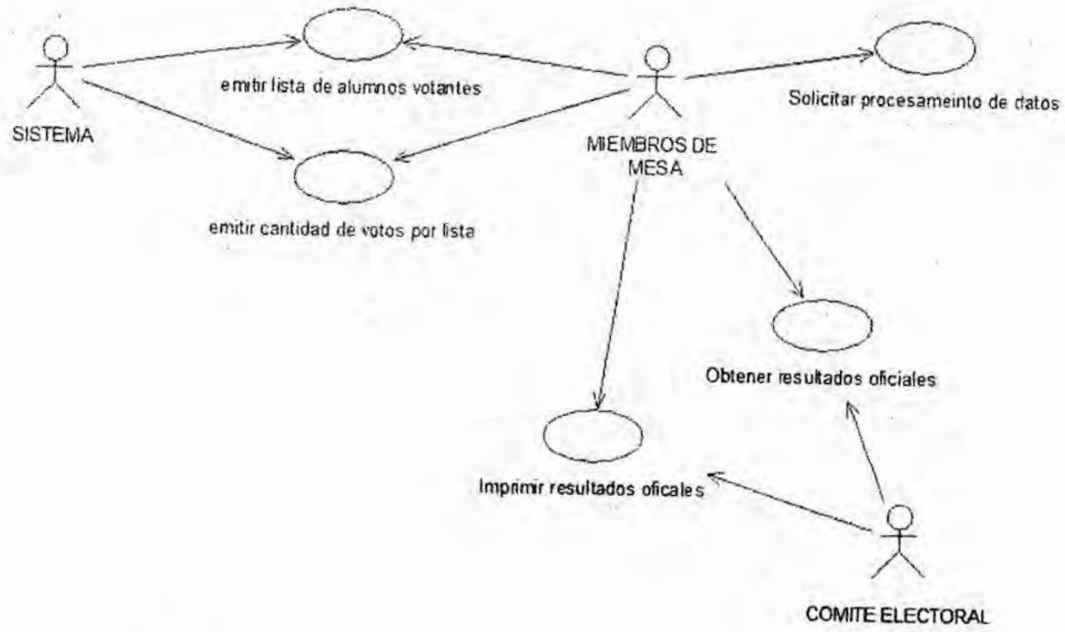 emitir lista de alumnos votantes
Solicitar procesameinto de datos
SISTEMA
MIEMBROS DE
MESA
emitir cantidad de votos por lista
Obtener resultados oficiales
Imprimir resultados oficales
COMITE ELECTORAL